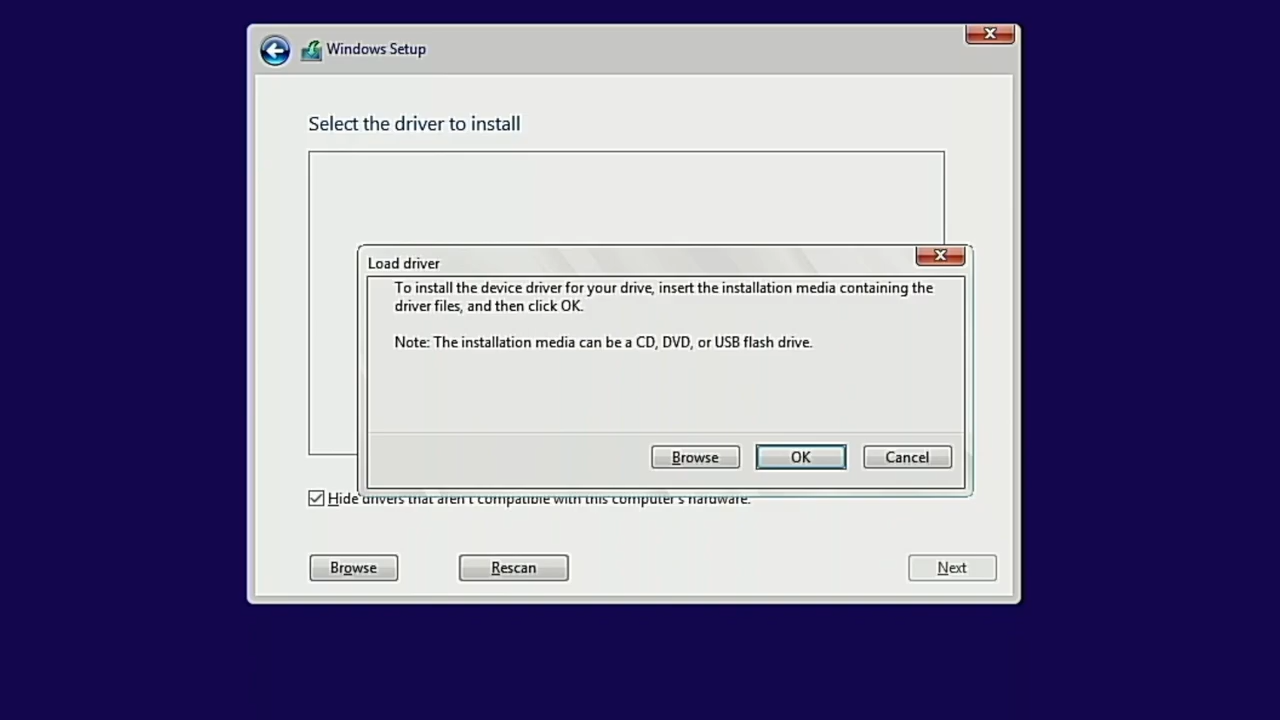 Windows Setup
Select the driver to install
Load driver
To install the device driver for your drive, insert the installation media containing the
driver files, and then click OK.
Note: The installation media can be a CD, DVD, or USB flash drive.
Browse
OK
Cancel
Hide drivers that aren't compatible with this computer's hardware.
Browse
Rescan
Next